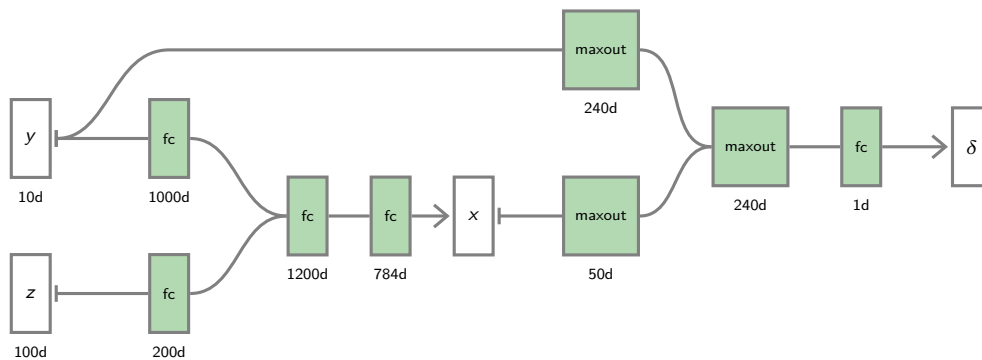 maxout
240d
y
10d
fc
1000d
z
100d
fc
200d
fc
1200d
fc
784d
x
maxout
50d
maxout
240d
fc
1d
δ